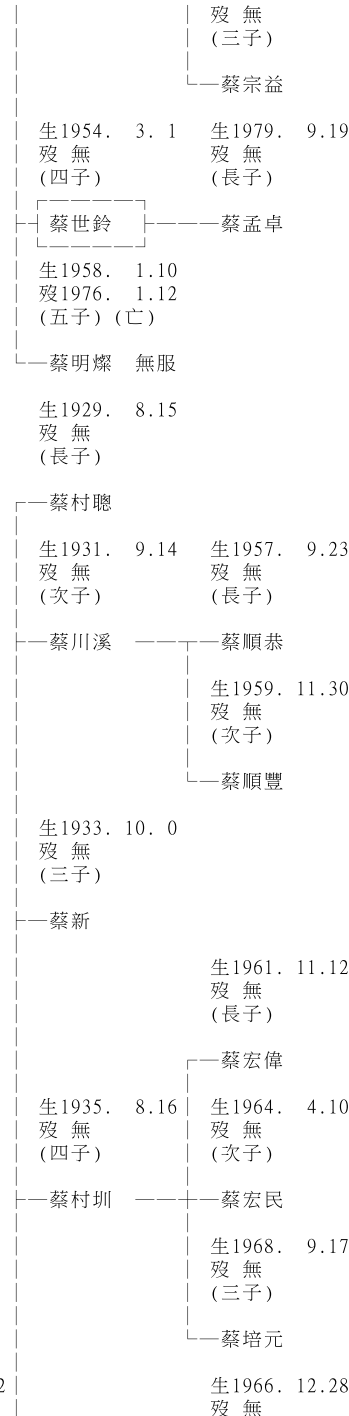 歿 無
(三子)
蔡宗益
生1954. 3. 1 生1979. 9.19
歿 無 歿 無
(四子) (長子)
蔡世鈴 蔡孟卓
生1958. 1.10
歿1976. 1.12
(五子)(亡)
蔡明燦 無服
生1929. 8.15
歿 無
(長子)
蔡村聰
生1931. 9.14 生1957. 9.23
歿 無 歿 無
(次子) (長子)
蔡川溪 蔡順恭
生1959. 11.30
歿 無
(次子)
蔡順豐
生1933. 10. 0
歿 無
(三子)
蔡新
生1961. 11.12
歿 無
(長子)
蔡宏偉
生1935. 8.16 生1964. 4.10
歿 無 歿 無
(四子) (次子)
蔡村圳 蔡宏民
生1968. 9.17
歿 無
(三子)
蔡培元
2 生1966. 12.28
歿 無